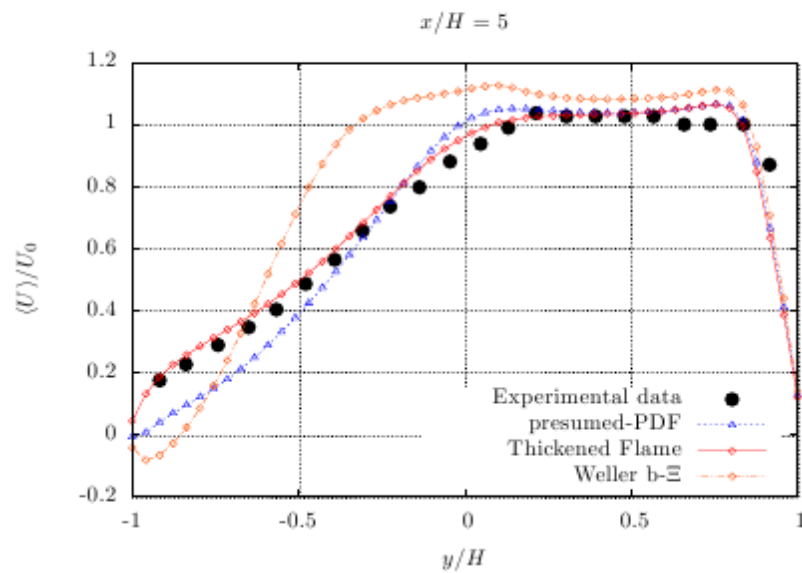 x/H = 5
1.2
1
0.8
0.6
0.4
0.2
0
-0.2
⟨U⟩/U₀
Experimental data
presumed-PDF
Thickened Flame
Weller b-Ξ
-1
-0.5
0
0.5
1
y/H